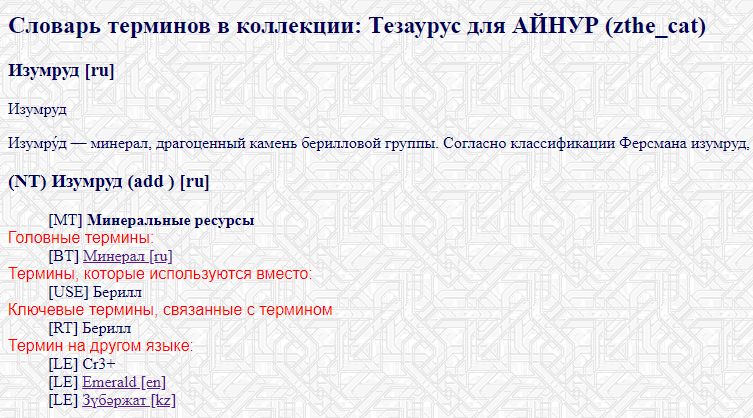 Словарь терминов в коллекции: Тезаурус для АЙНУР (zthe_cat)
Изумруд [ru]
Изумруд
Изумру́д — минерал, драгоценный камень берилловой группы. Согласно классификации Ферсмана изумруд,
(NT) Изумруд (add ) [ru]
[MT] Минеральные ресурсы
Головные термины:
[BT] Минерал [ru]
Термины, которые используются вместо:
[USE] Берилл
Ключевые термины, связанные с термином
[RT] Берилл
Термин на другом языке:
[LE] Cr3+
[LE] Emerald [en]
[LE] Зүбәржат [kz]